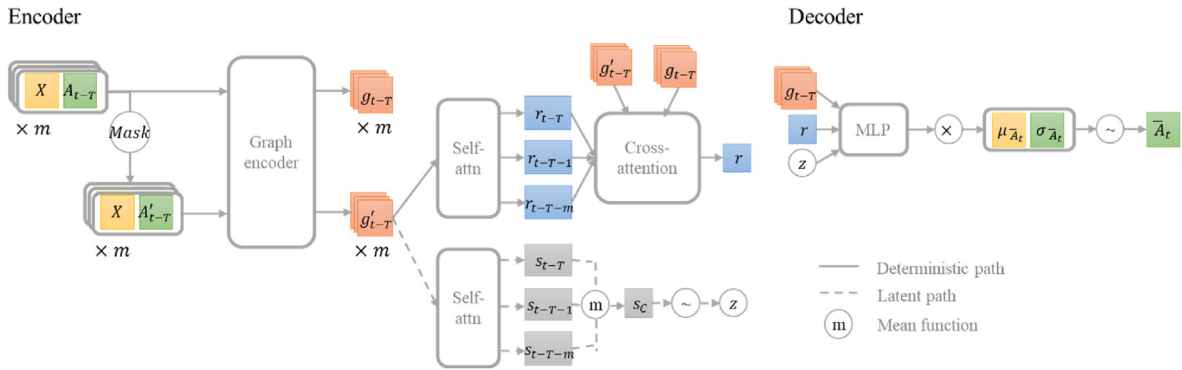 Encoder
X A_{t-T}
× m
Mask
X A'_{t-T}
× m
Graph
encoder
g_{t-T}
× m
g'_{t-T}
× m
Self-
attn
r_{t-T}
r_{t-T-1}
r_{t-T-m}
g'_{t-T} g_{t-T}
Cross-
attention
r
Self-
attn
s_{t-T}
s_{t-T-1}
s_{t-T-m}
m
s_C
~
z
Decoder
g_{t-T}
r
z
MLP
×
μ_{\bar{A}_t} σ_{\bar{A}_t}
~
\bar{A}_t
Deterministic path
Latent path
m Mean function